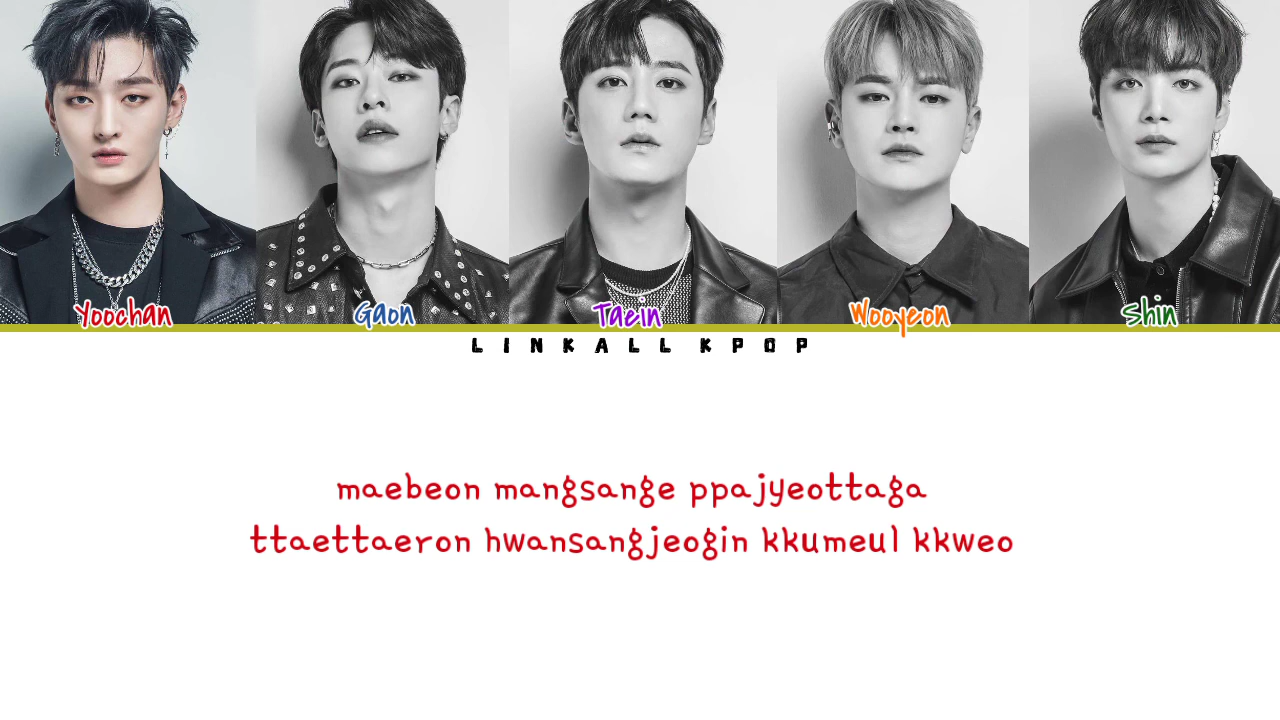 Yoochan Gaon Taein Wooyeon Shin
LINKALL KPOP
maebeon mangsange ppajyeottaga
ttaettaeron hwansangjeogin kkumeul kkweo